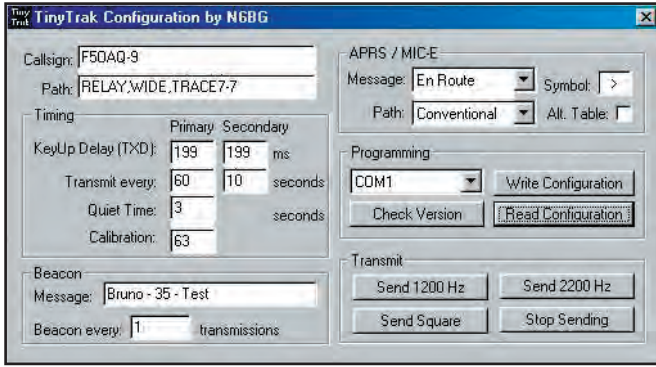 Tiny Trak TinyTrak Configuration by N6BG
Callsign: F5OAQ-9
Path: RELAY,WIDE,TRACE7-7
Timing
Primary Secondary
KeyUp Delay (TXD): 199 199 ms
Transmit every: 60 10 seconds
Quiet Time: 3 seconds
Calibration: 63
Beacon
Message: Bruno - 35 - Test
Beacon every: 1 transmissions
APRS / MIC-E
Message: En Route Symbol: >
Path: Conventional Alt. Table:
Programming
COM1 Write Configuration
Check Version Read Configuration
Transmit
Send 1200 Hz Send 2200 Hz
Send Square Stop Sending